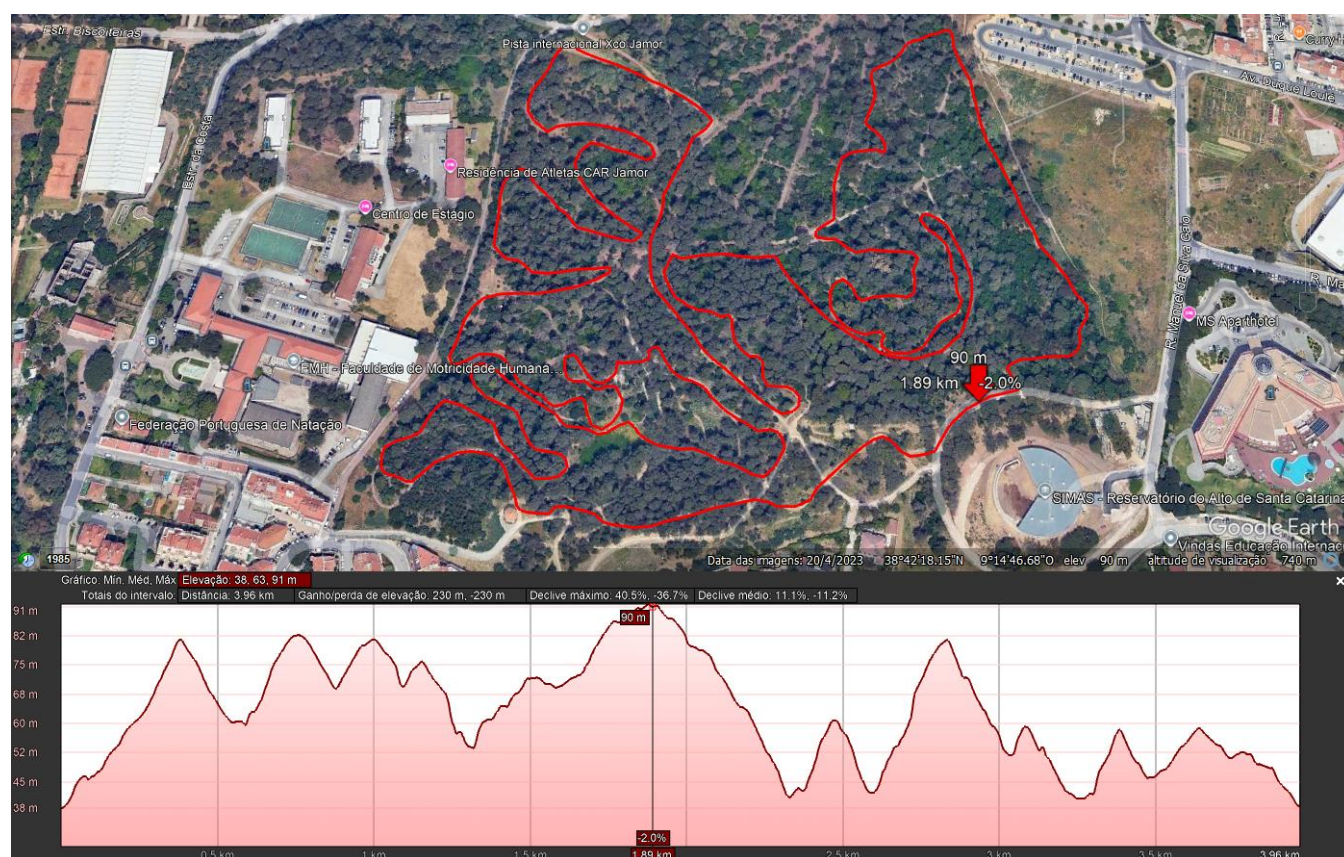 Estr. Biscoiteiras
Pista internacional Xco Jamor
Curry H
Av. Duque Loulé
Estr. da Costa
Residência de Atletas CAR Jamor
Centro de Estágio
R. Manuel da Silva Gaio
R. Ma
MS Aparthotel
FMH - Faculdade de Motricidade Humana...
90 m
1.89 km -2.0%
Federação Portuguesa de Natação
SIMAS - Reservatório do Alto de Santa Catarina
Google Earth
Vindas Educação Internac
1985
Data das imagens: 20/4/2023 38°42'18.15"N 9°14'46.68"O elev 90 m altitude de visualização 740 m
Gráfico: Mín, Méd, Máx Elevação: 38, 63, 91 m
Totais do intervalo: Distância: 3.96 km Ganho/perda de elevação: 230 m, -230 m Declive máximo: 40.5%, -36.7% Declive médio: 11.1%, -11.2%
91 m
90 m
82 m
75 m
68 m
60 m
52 m
45 m
38 m
-2.0%
0.5 km 1 km 1.5 km 1.89 km 2.5 km 3 km 3.5 km 3.96 km